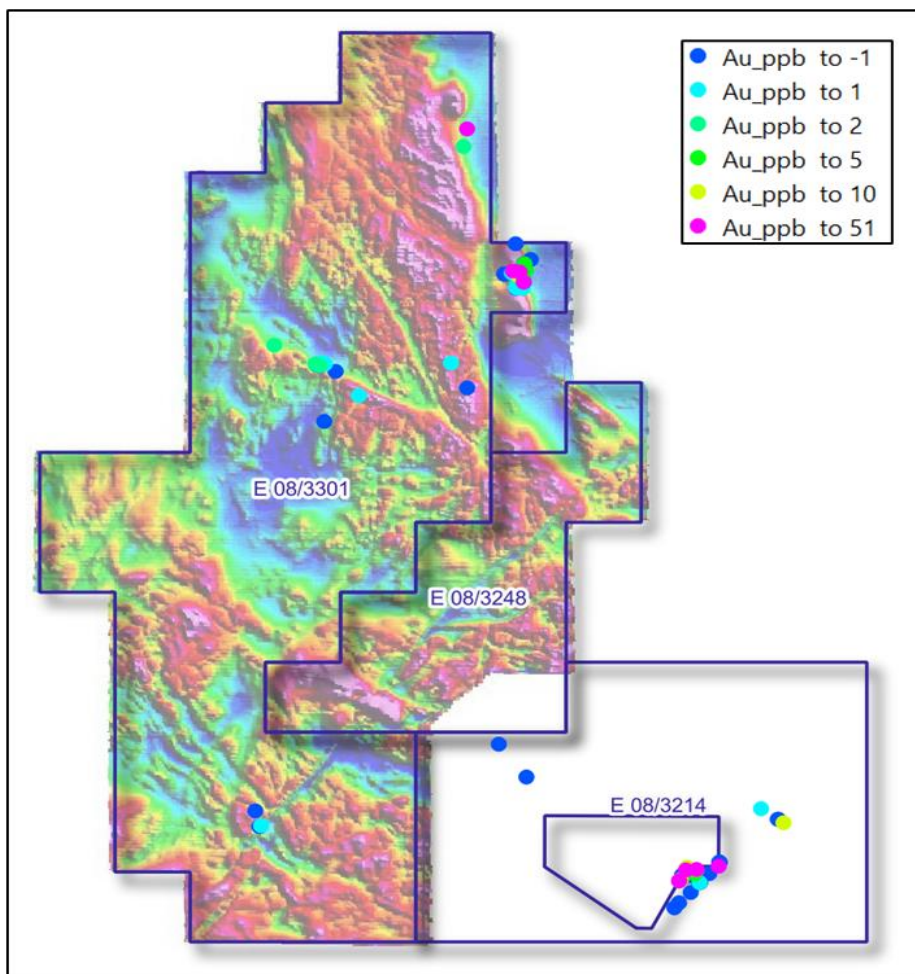 Au_ppb to -1
Au_ppb to 1
Au_ppb to 2
Au_ppb to 5
Au_ppb to 10
Au_ppb to 51
E 08/3301
E 08/3248
E 08/3214